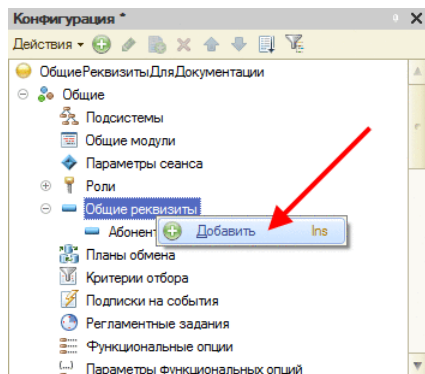 Конфигурация *
Действия
ОбщиеРеквизитыДляДокументации
Общие
Подсистемы
Общие модули
Параметры сеанса
Роли
Общие реквизиты
Абонент
Добавить Ins
Планы обмена
Критерии отбора
Подписки на события
Регламентные задания
Функциональные опции
Параметры функциональных опций